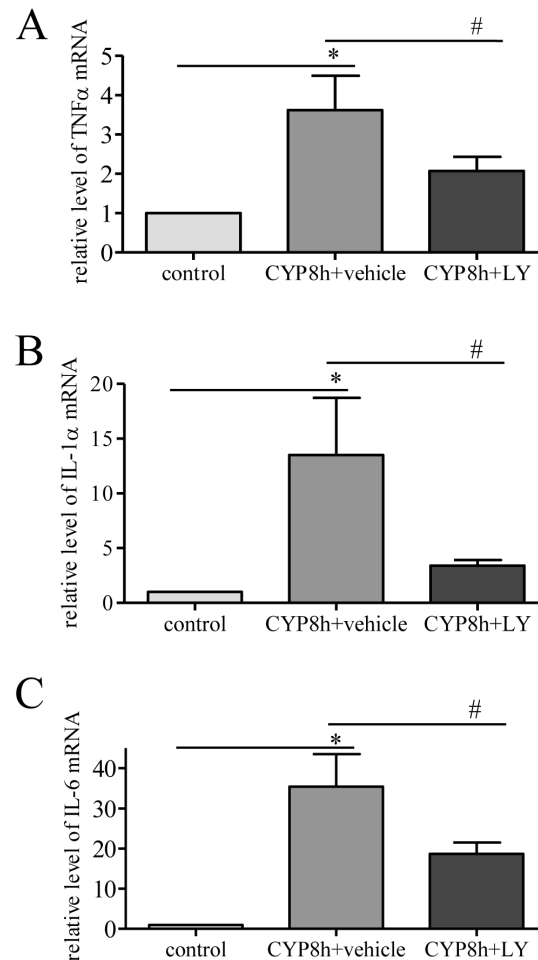 A
#
*
relative level of TNFα mRNA
5
4
3
2
1
0
control CYP8h+vehicle CYP8h+LY
B
#
*
relative level of IL-1α mRNA
20
15
10
5
0
control CYP8h+vehicle CYP8h+LY
C
#
*
relative level of IL-6 mRNA
40
30
20
10
0
control CYP8h+vehicle CYP8h+LY